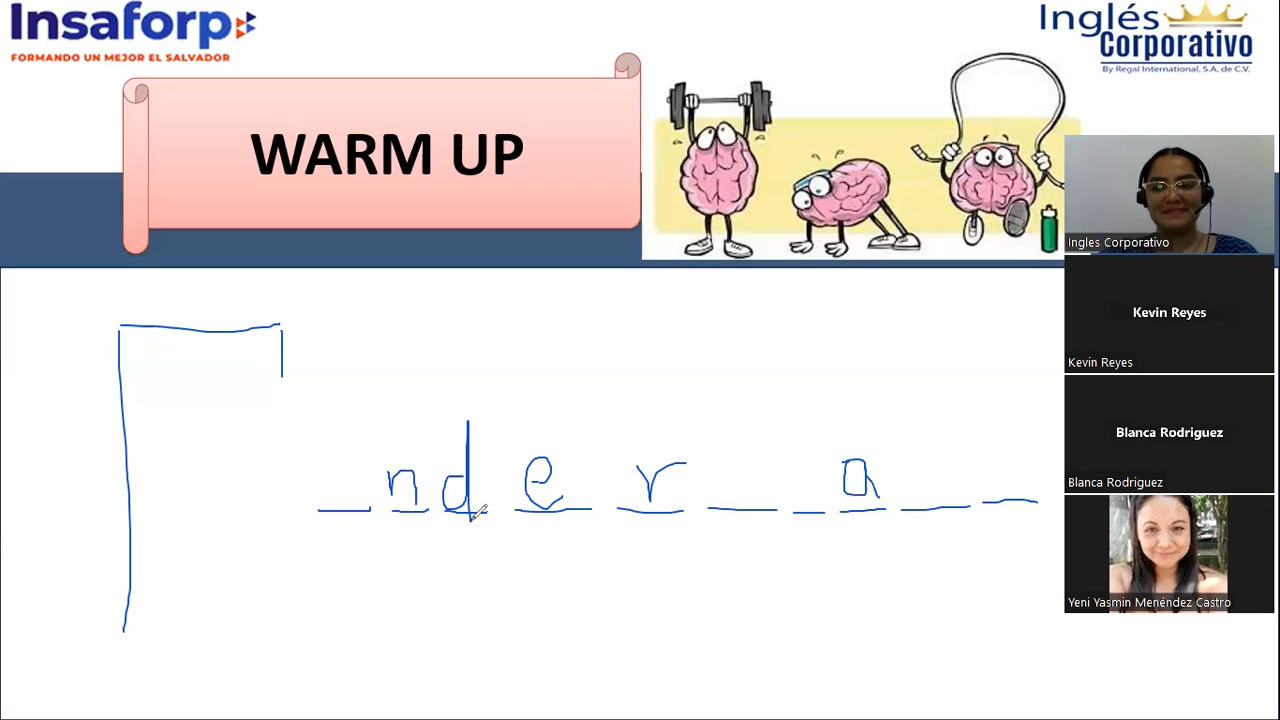 Insaforp
FORMANDO UN MEJOR EL SALVADOR
Inglés
Corporativo
By Regal International, S.A. de C.V.
WARM UP
_ n d e r _ _ a _ _
Ingles Corporativo
Kevin Reyes
Kevin Reyes
Blanca Rodriguez
Blanca Rodriguez
Yeni Yasmin Menéndez Castro